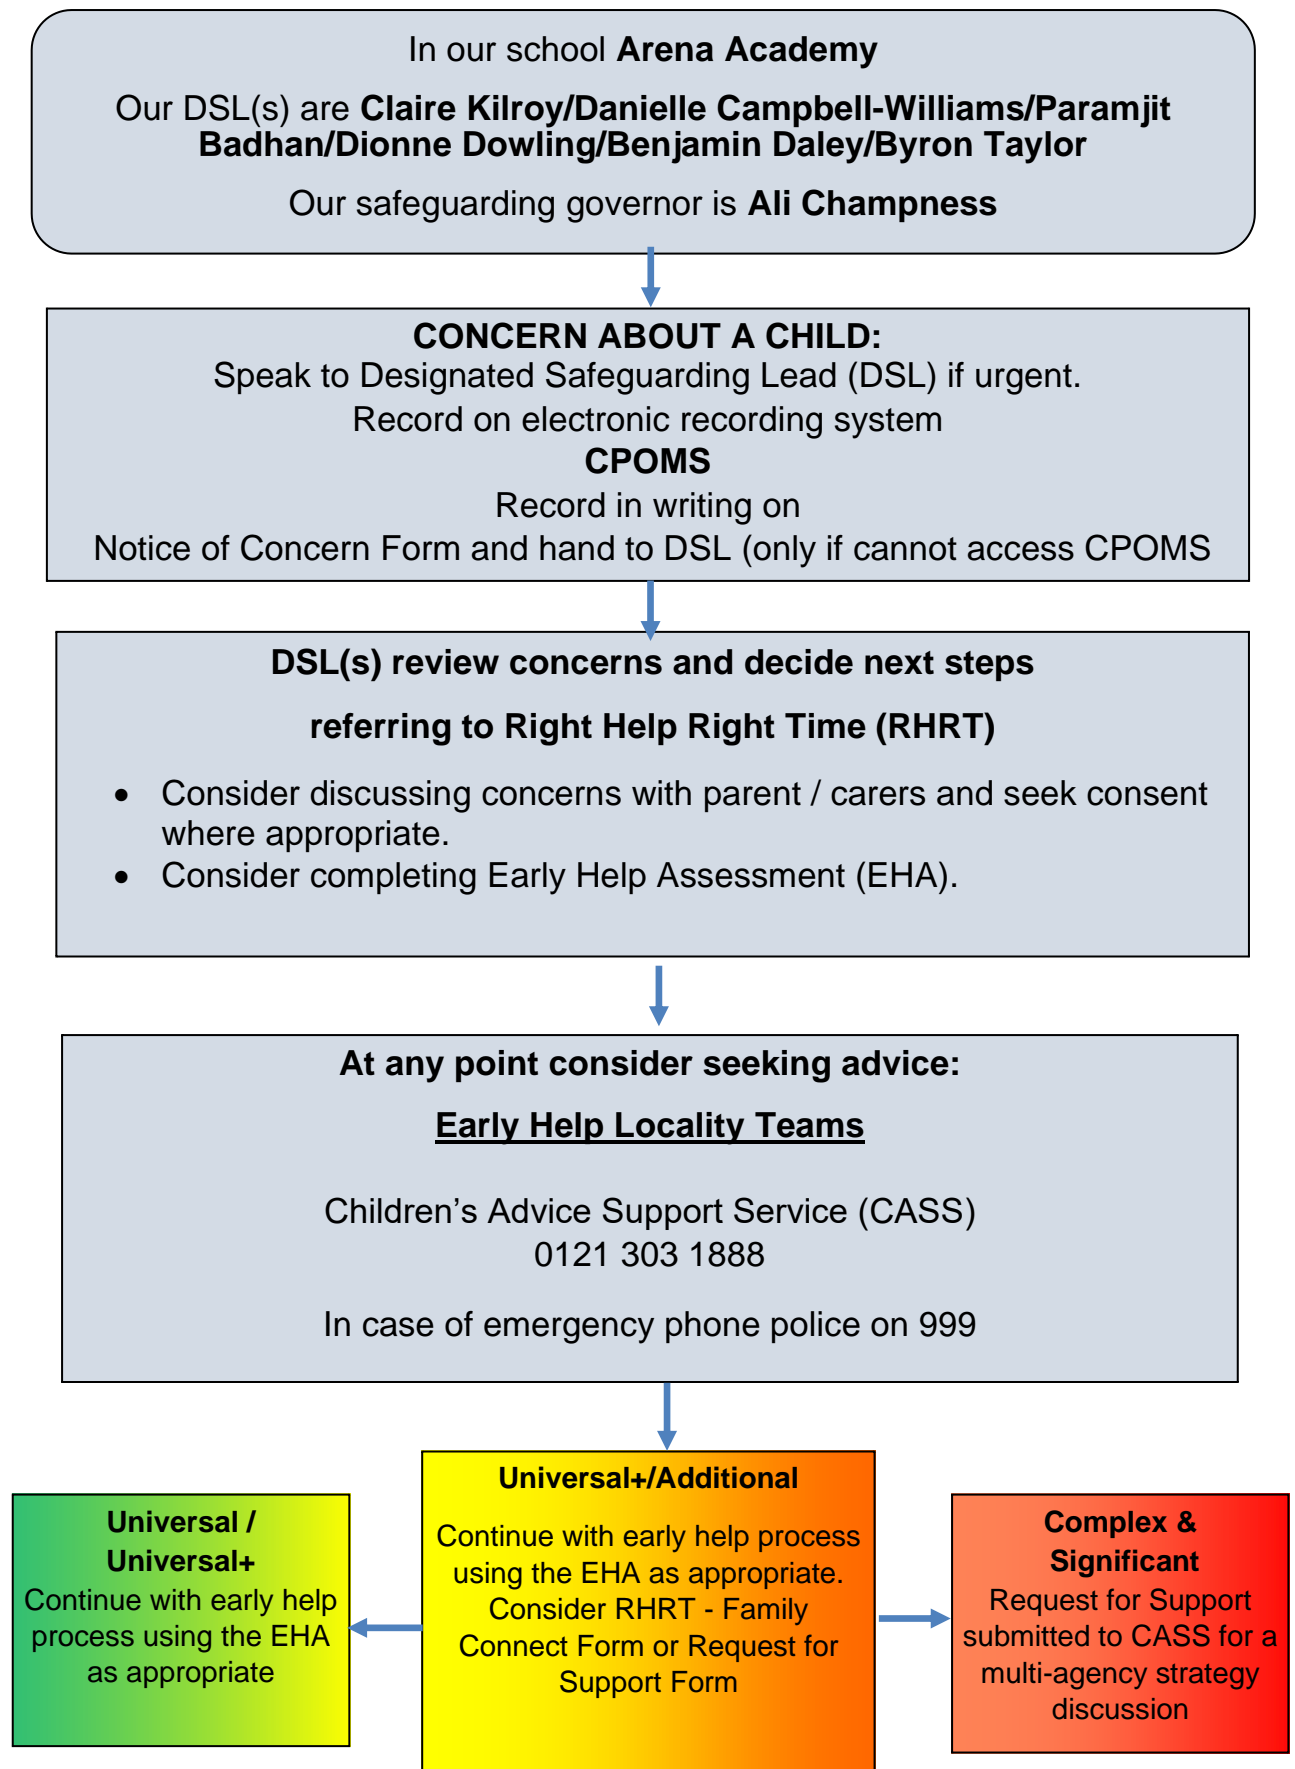 In our school Arena Academy
Our DSL(s) are Claire Kilroy/Danielle Campbell-Williams/Paramjit
Badhan/Dionne Dowling/Benjamin Daley/Byron Taylor
Our safeguarding governor is Ali Champness
CONCERN ABOUT A CHILD:
Speak to Designated Safeguarding Lead (DSL) if urgent.
Record on electronic recording system
CPOMS
Record in writing on
Notice of Concern Form and hand to DSL (only if cannot access CPOMS
DSL(s) review concerns and decide next steps
referring to Right Help Right Time (RHRT)
• Consider discussing concerns with parent / carers and seek consent
where appropriate.
• Consider completing Early Help Assessment (EHA).
At any point consider seeking advice:
Early Help Locality Teams
Children’s Advice Support Service (CASS)
0121 303 1888
In case of emergency phone police on 999
Universal /
Universal+
Continue with early help
process using the EHA
as appropriate
Universal+/Additional
Continue with early help process
using the EHA as appropriate.
Consider RHRT - Family
Connect Form or Request for
Support Form
Complex &
Significant
Request for Support
submitted to CASS for a
multi-agency strategy
discussion